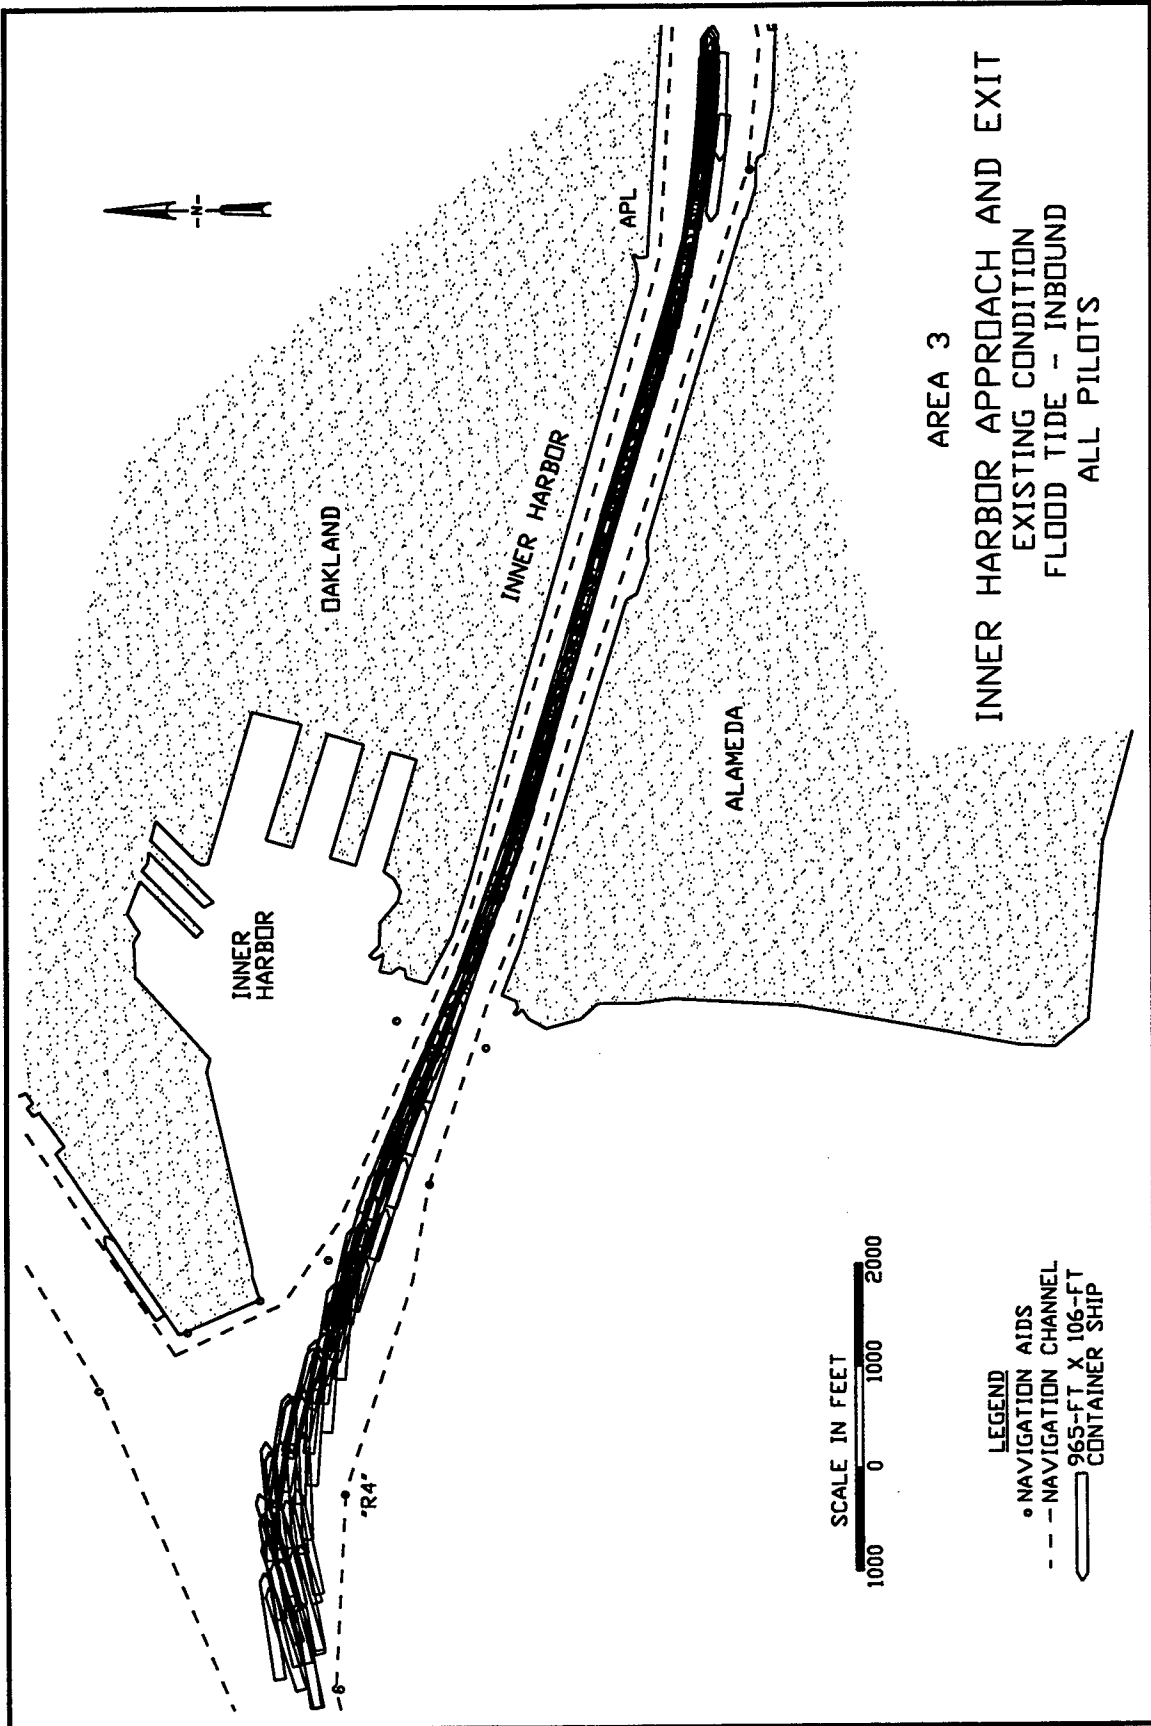 -N-
APL
OAKLAND
INNER HARBOR
INNER
HARBOR
ALAMEDA
"R4"
AREA 3
INNER HARBOR APPROACH AND EXIT
EXISTING CONDITION
FLOOD TIDE - INBOUND
ALL PILOTS
SCALE IN FEET
1000 0 1000 2000
LEGEND
NAVIGATION AIDS
NAVIGATION CHANNEL
965-FT X 106-FT
CONTAINER SHIP